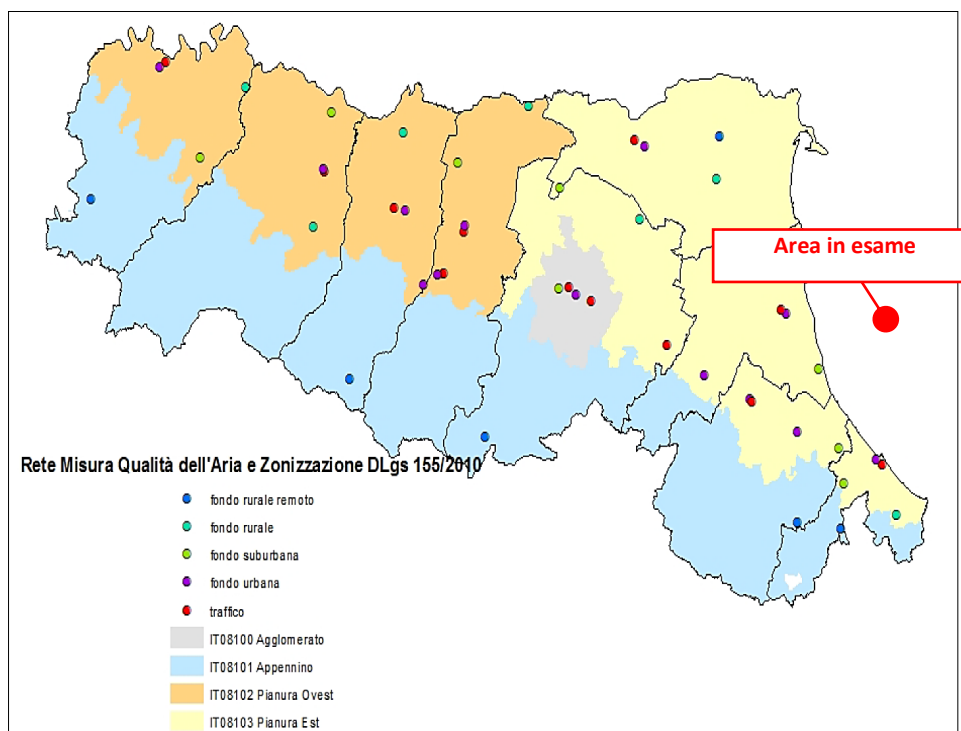 Area in esame
Rete Misura Qualità dell'Aria e Zonizzazione DLgs 155/2010
fondo rurale remoto
fondo rurale
fondo suburbana
fondo urbana
traffico
IT08100 Agglomerato
IT08101 Appennino
IT08102 Pianura Ovest
IT08103 Pianura Est